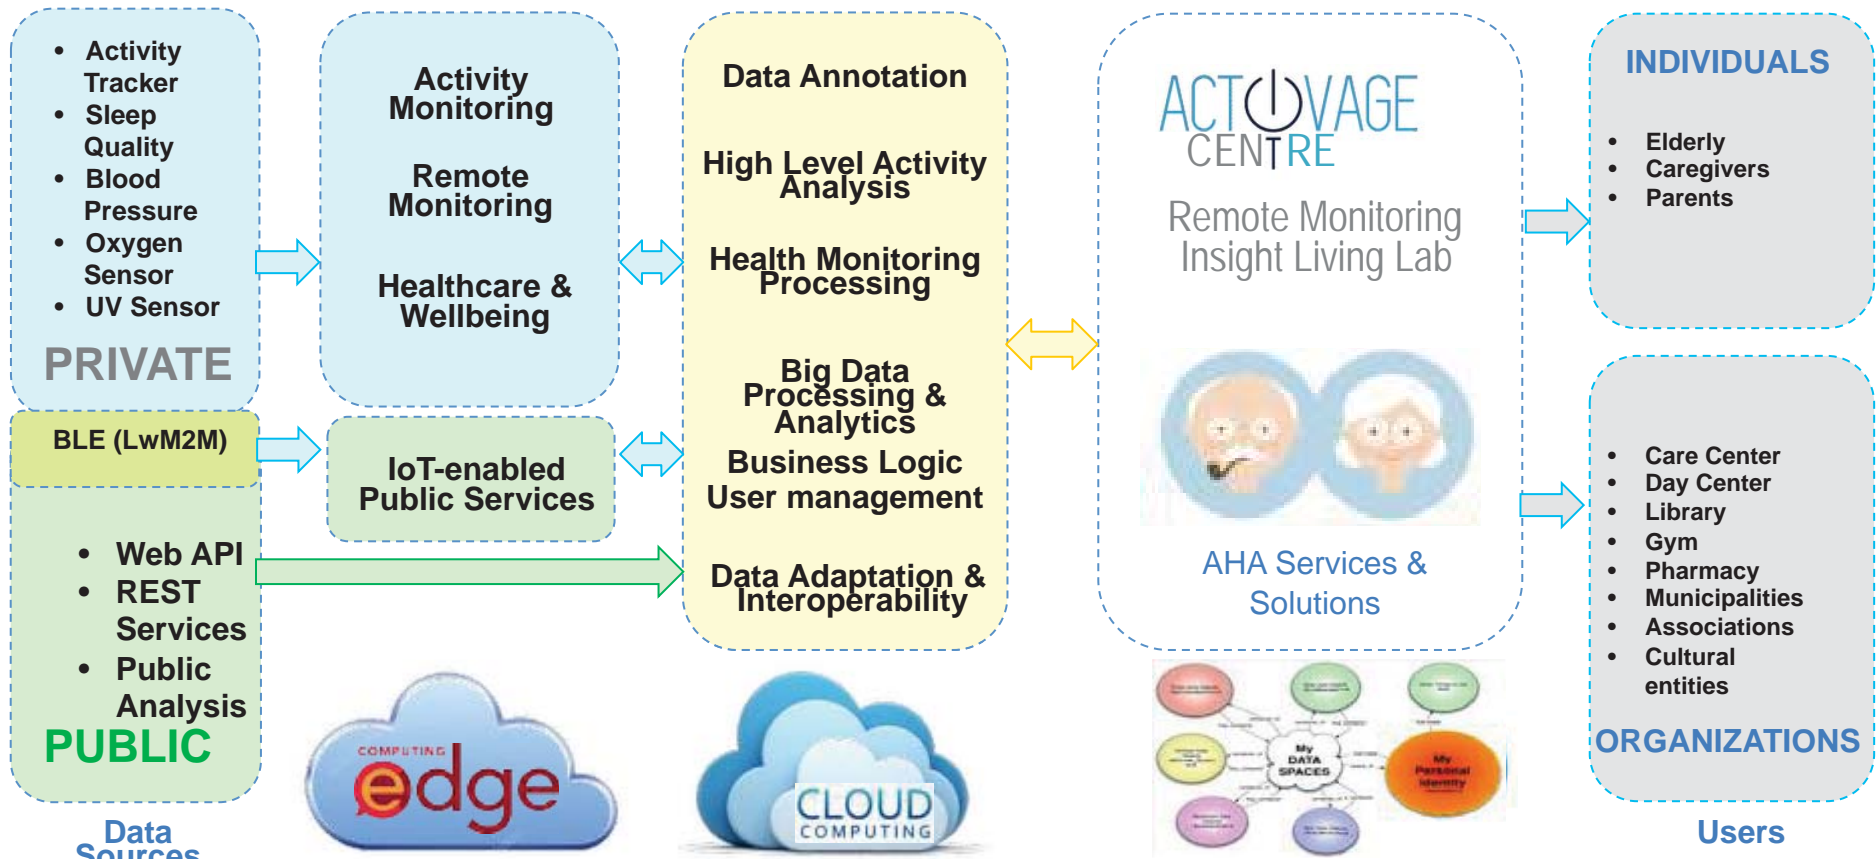 • Activity
Tracker
• Sleep
Quality
• Blood
Pressure
• Oxygen
Sensor
• UV Sensor
PRIVATE
BLE (LwM2M)
• Web API
• REST
Services
• Public
Analysis
PUBLIC
Data
Sources
Activity
Monitoring
Remote
Monitoring
Healthcare &
Wellbeing
IoT-enabled
Public Services
COMPUTING
edge
Data Annotation
High Level Activity
Analysis
Health Monitoring
Processing
Big Data
Processing &
Analytics
Business Logic
User management
Data Adaptation &
Interoperability
CLOUD
COMPUTING
ACTIVAGE
CENTRE
Remote Monitoring
Insight Living Lab
AHA Services &
Solutions
My
DATA
SPACES
My
Personal
Identity
INDIVIDUALS
• Elderly
• Caregivers
• Parents
• Care Center
• Day Center
• Library
• Gym
• Pharmacy
• Municipalities
• Associations
• Cultural
entities
ORGANIZATIONS
Users